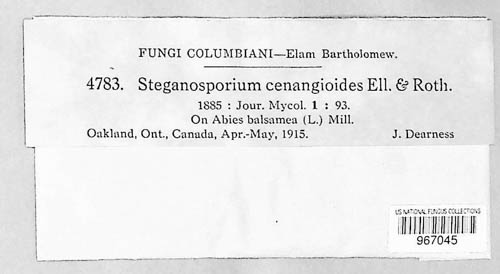 FUNGI COLUMBIANI—Elam Bartholomew.
4783. Steganosporium cenangioides Ell. & Roth.
1885 : Jour. Mycol. 1 : 93.
On Abies balsamea (L.) Mill.
Oakland, Ont., Canada, Apr.-May, 1915. J. Dearness
US NATIONAL FUNGUS COLLECTIONS
967045